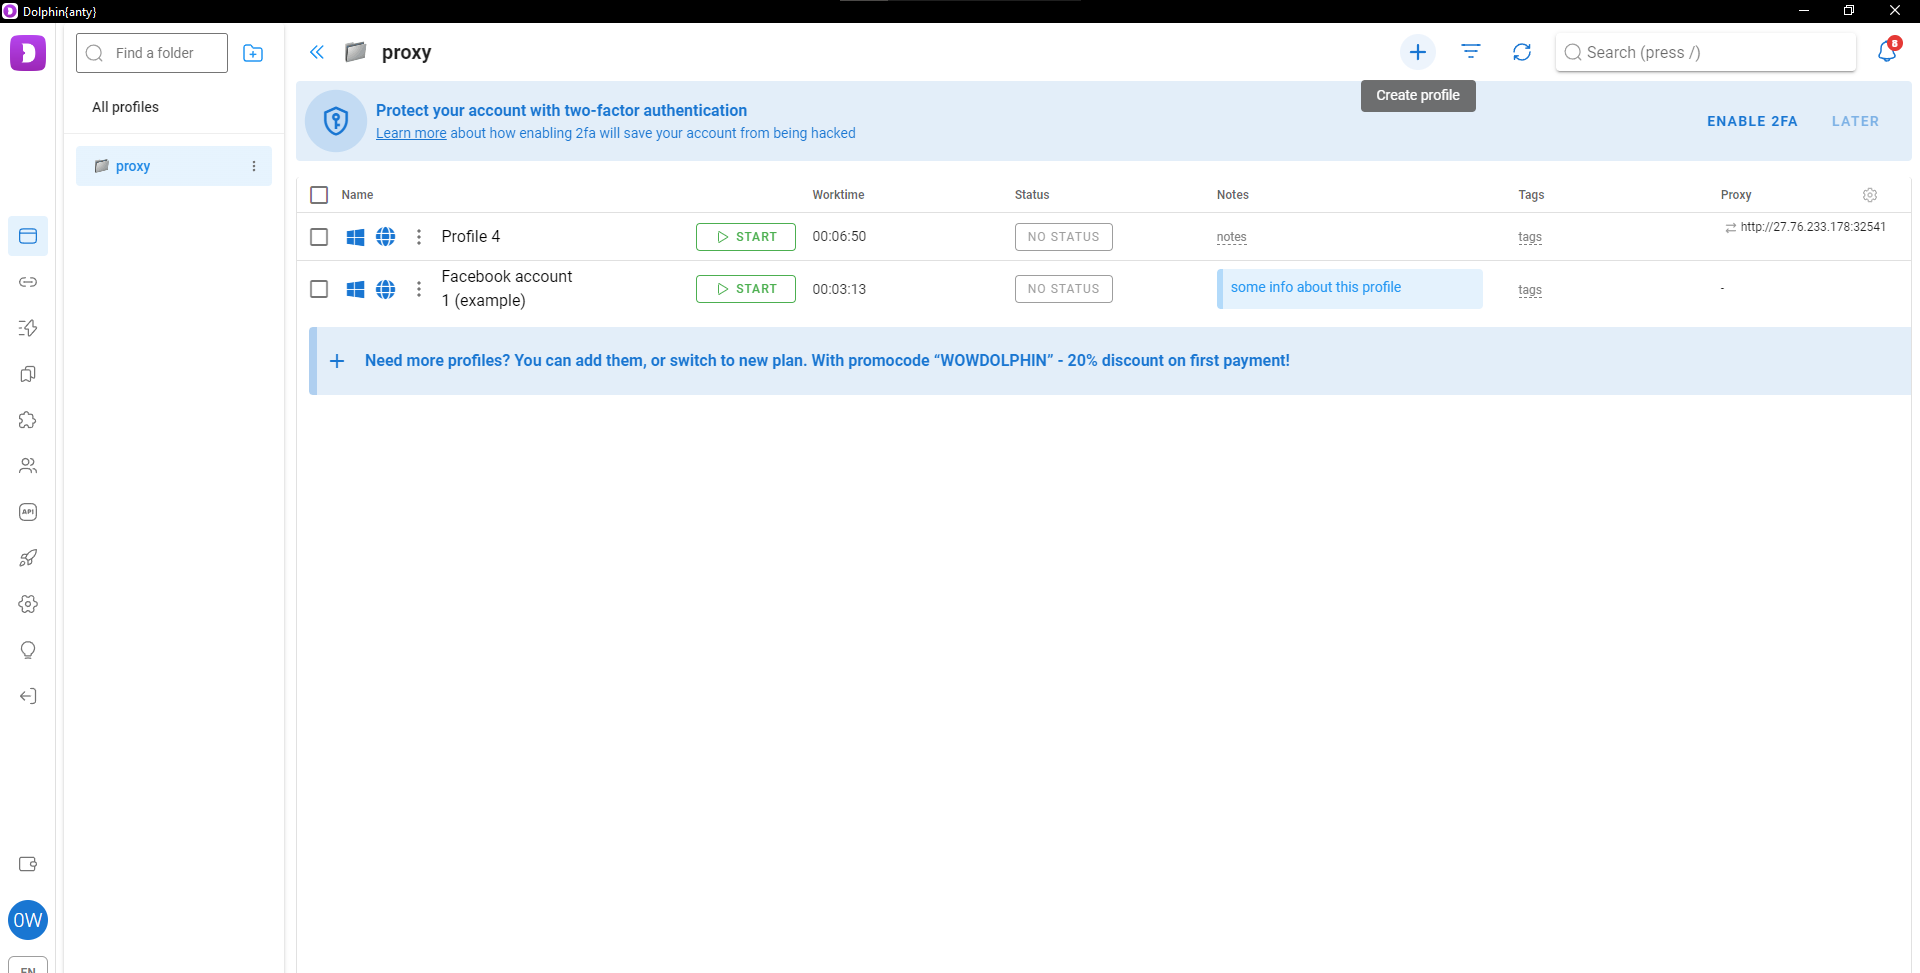 Dolphin{anty}
Find a folder
All profiles
proxy
proxy
Search (press /)
8
Create profile
Protect your account with two-factor authentication
Learn more about how enabling 2fa will save your account from being hacked
ENABLE 2FA
LATER
Name
Worktime
Status
Notes
Tags
Proxy
Profile 4
START
00:06:50
NO STATUS
notes
tags
http://27.76.233.178:32541
Facebook account
1 (example)
START
00:03:13
NO STATUS
some info about this profile
tags
-
Need more profiles? You can add them, or switch to new plan. With promocode “WOWDOLPHIN” - 20% discount on first payment!
API
0W
EN